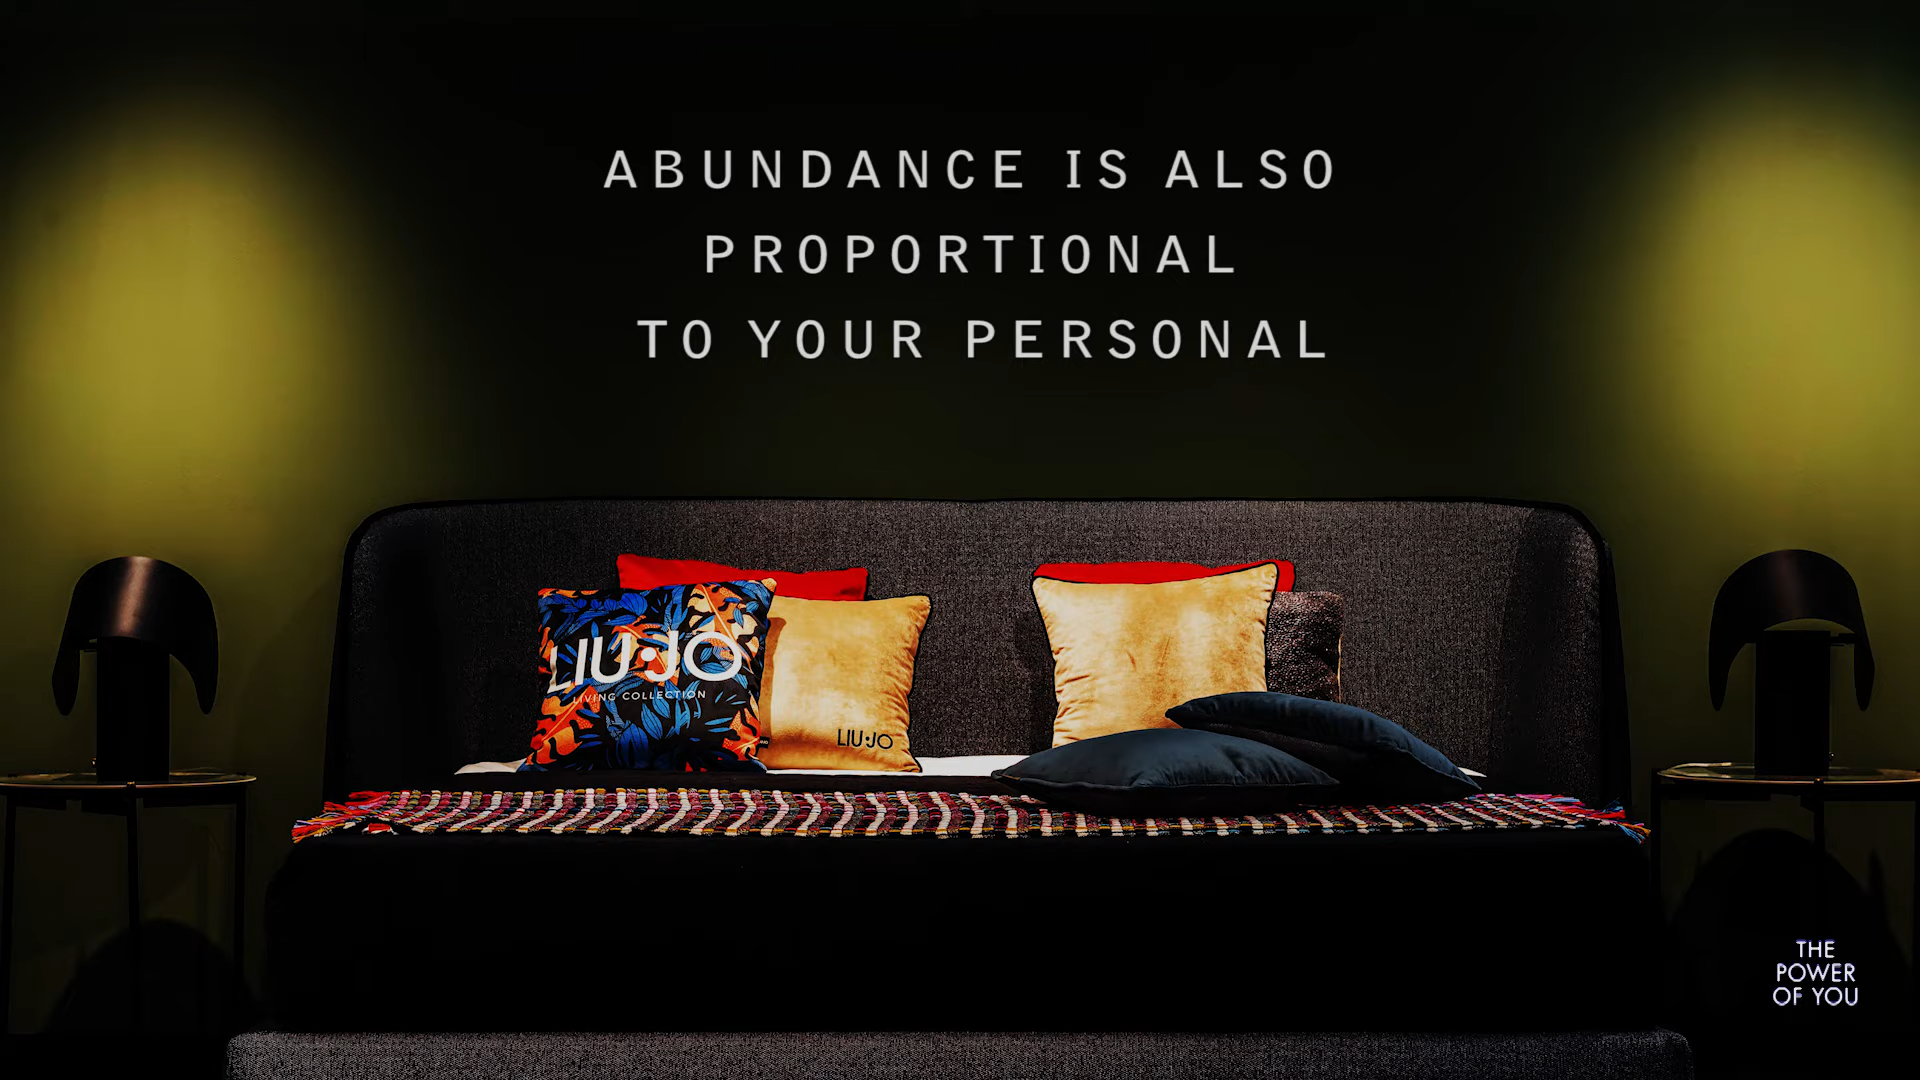 ABUNDANCE IS ALSO
PROPORTIONAL
TO YOUR PERSONAL
LIU·JO
LIVING COLLECTION
LIU·JO
THE
POWER
OF YOU